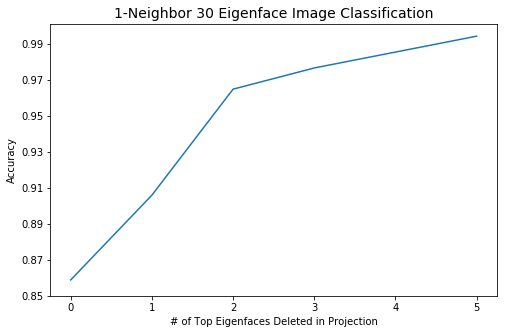 1-Neighbor 30 Eigenface Image Classification
0.99
0.97
0.95
0.93
0.91
0.89
0.87
0.85
Accuracy
0 1 2 3 4 5
# of Top Eigenfaces Deleted in Projection